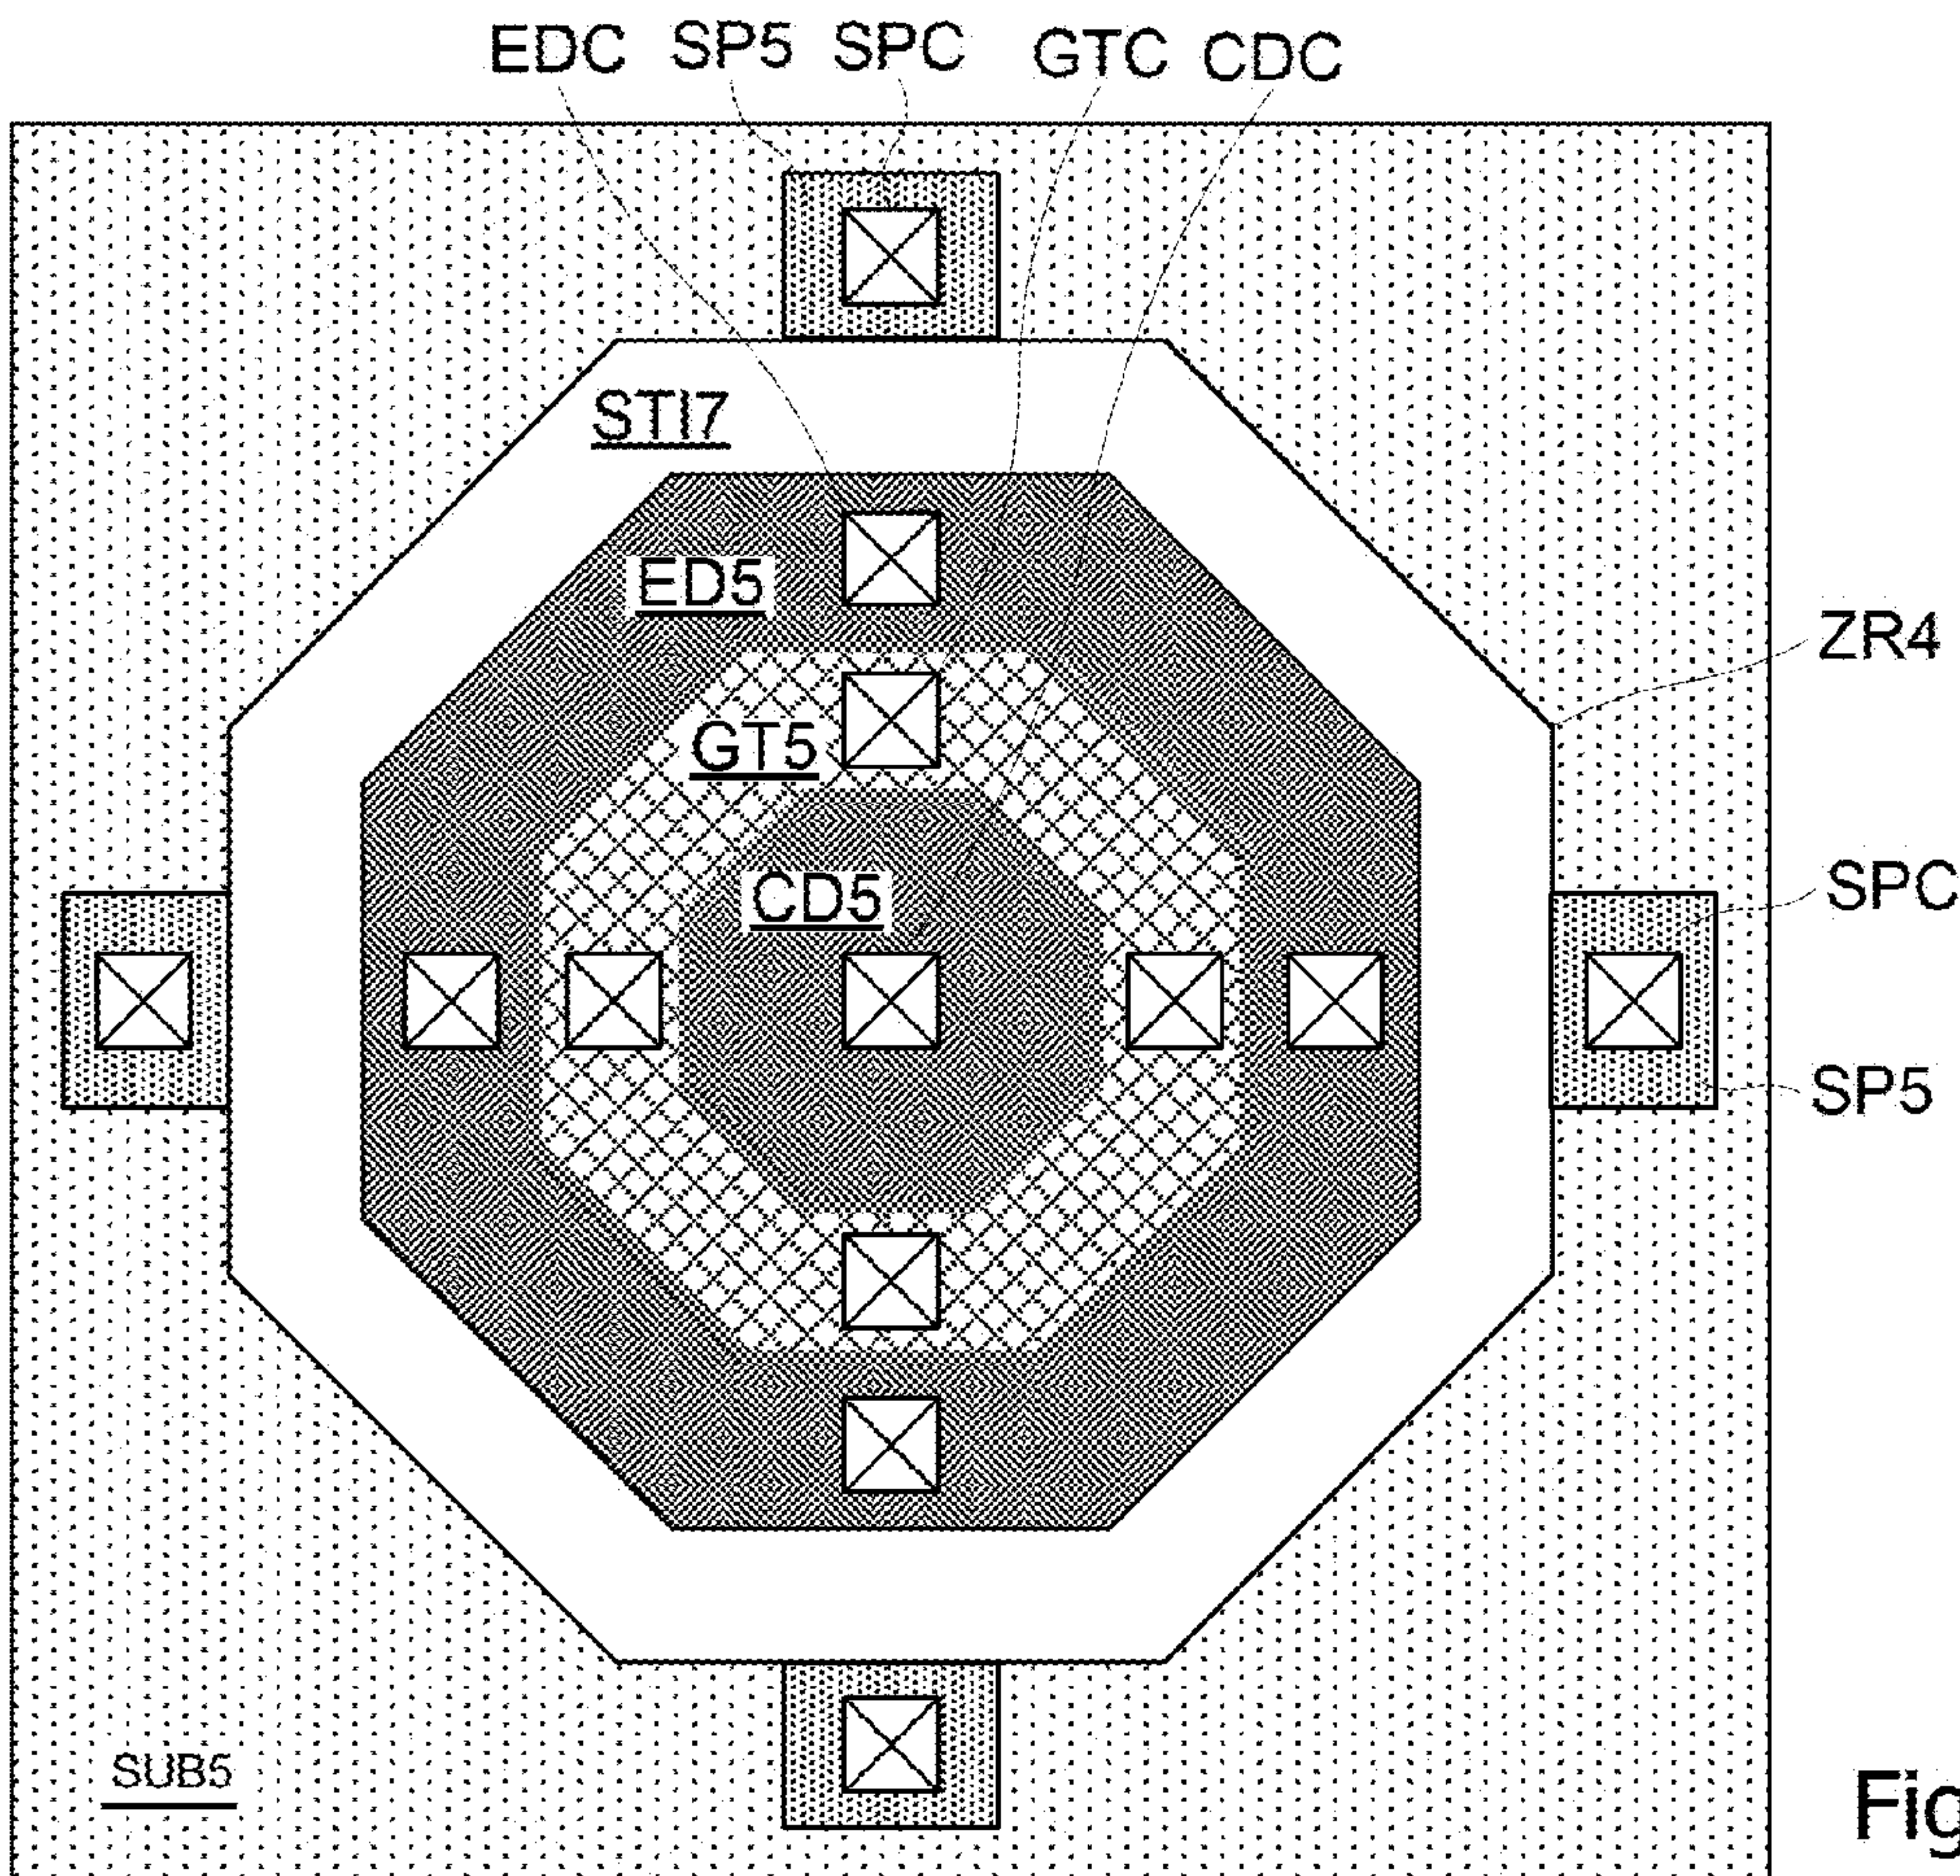 EDC SP5 SPC GTC CDC
STI7
ED5
ZR4
GT5
CD5
SPC
SP5
SUB5
Fig